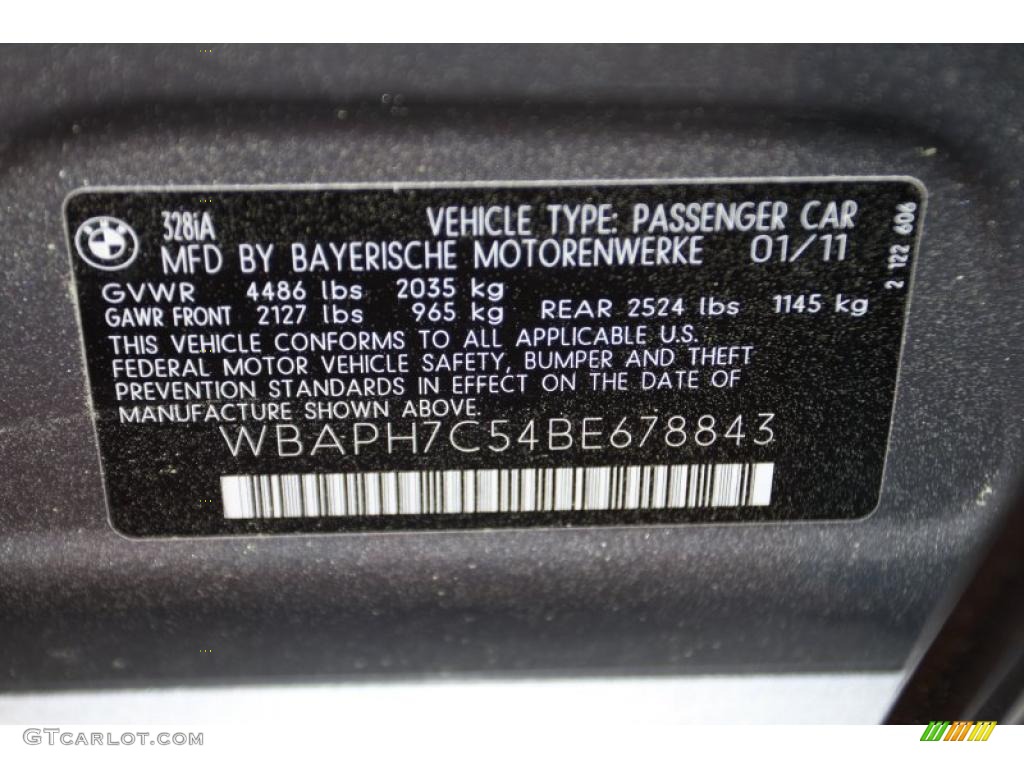 BMW
328iA
VEHICLE TYPE: PASSENGER CAR
MFD BY BAYERISCHE MOTORENWERKE 01/11
2 122 606
GVWR 4486 lbs 2035 kg
GAWR FRONT 2127 lbs 965 kg REAR 2524 lbs 1145 kg
THIS VEHICLE CONFORMS TO ALL APPLICABLE U.S.
FEDERAL MOTOR VEHICLE SAFETY, BUMPER AND THEFT
PREVENTION STANDARDS IN EFFECT ON THE DATE OF
MANUFACTURE SHOWN ABOVE.
WBAPH7C54BE678843
GTCarlot.com